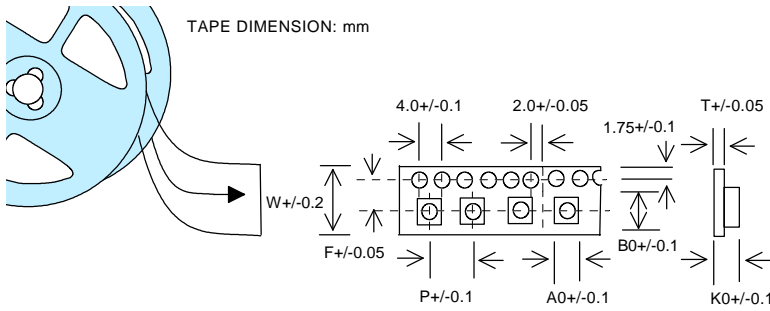 TAPE DIMENSION: mm
4.0+/-0.1
2.0+/-0.05
T+/-0.05
1.75+/-0.1
W+/-0.2
F+/-0.05
B0+/-0.1
P+/-0.1
A0+/-0.1
K0+/-0.1